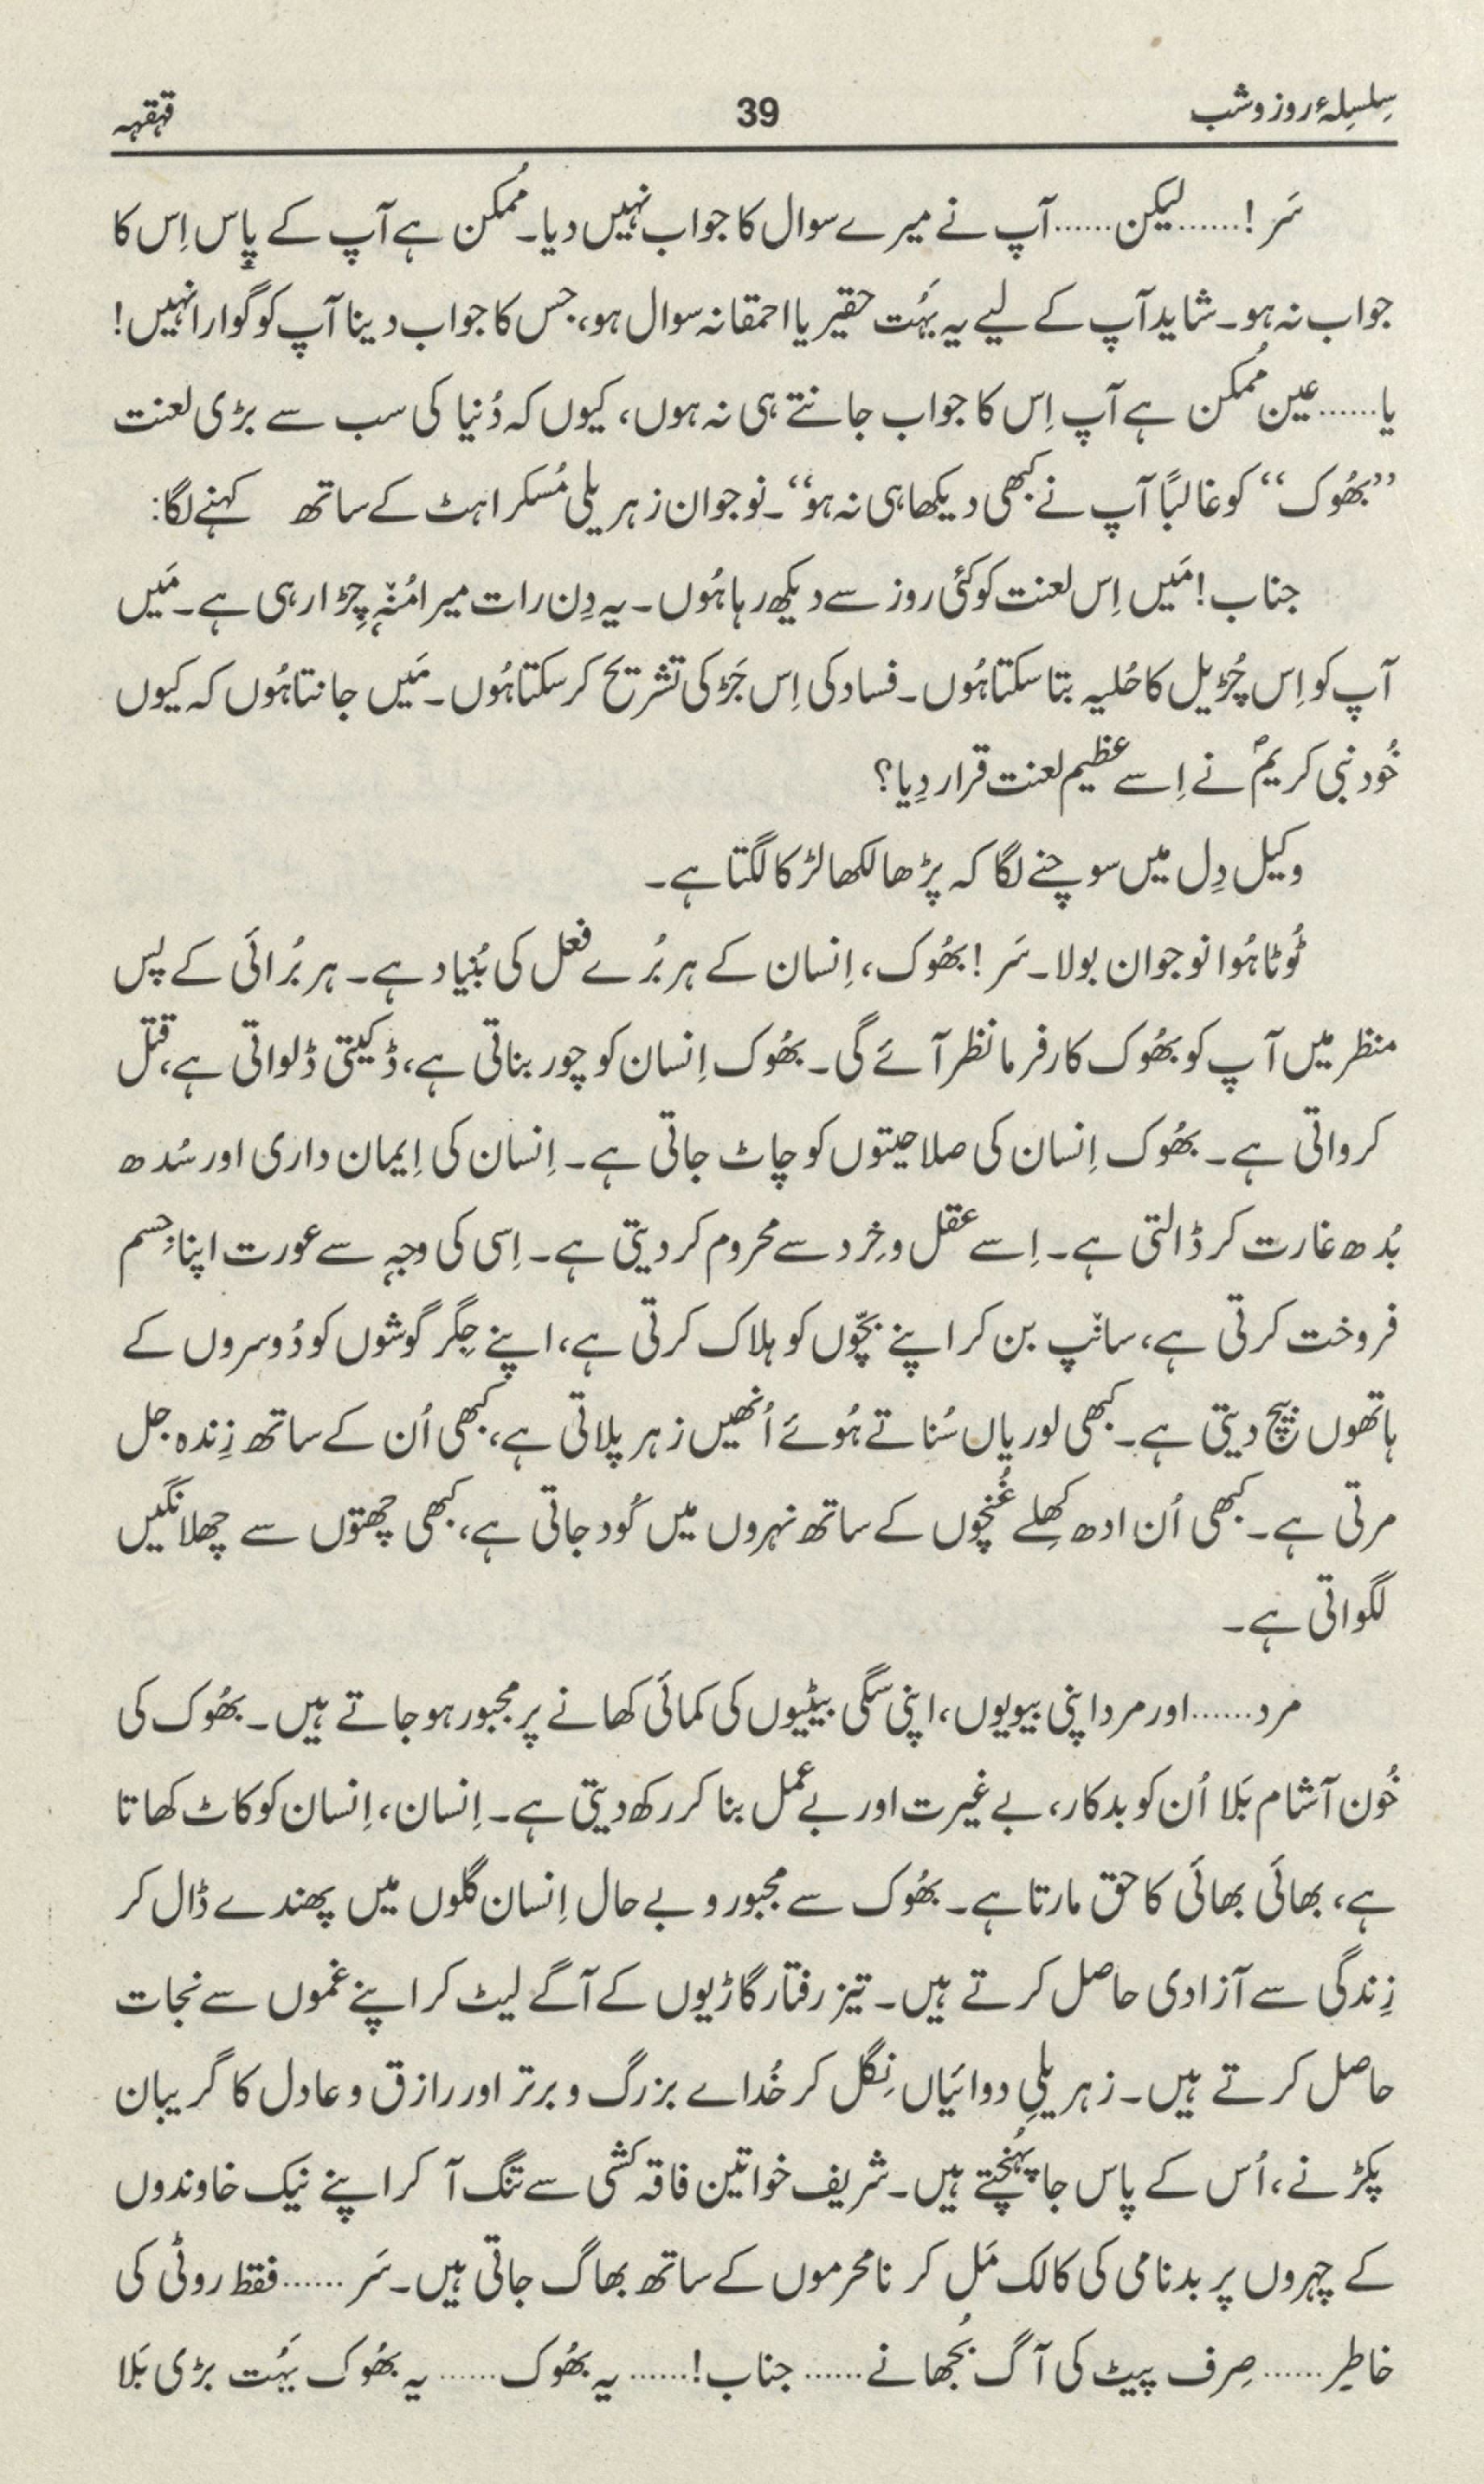 سِلسِلۂ روز و شب 39 قہقہہ
سَر !......لیکن......آپ نے میرے سوال کا جواب نہیں دیا۔ مُمکن ہے آپ کے پاس اِس کا
جواب نہ ہو۔ شاید آپ کے لیے یہ بہُت حقیر یا احمقانہ سوال ہو، جس کا جواب دینا آپ کو گوارا نہیں!
یا......عین مُمکن ہے آپ اِس کا جواب جانتے ہی نہ ہوں، کیوں کہ دُنیا کی سب سے بڑی لعنت
”بھُوک“ کو غالباً آپ نے کبھی دیکھا ہی نہ ہو“۔ نوجوان زہریلی مُسکراہٹ کے ساتھ کہنے لگا:
جناب! مَیں اِس لعنت کو کئی روز سے دیکھ رہا ہُوں۔ یہ دِن رات میرا مُنہ چِڑا رہی ہے۔ مَیں
آپ کو اِس چُڑیل کا حُلیہ بتا سکتا ہُوں۔ فساد کی اِس جَڑ کی تشریح کر سکتا ہُوں۔ مَیں جانتا ہُوں کہ کیوں
خُود نبی کریمؐ نے اِسے عظیم لعنت قرار دِیا؟
وکیل دِل میں سوچنے لگا کہ پڑھا لکھا لڑکا لگتا ہے۔
ٹُوٹا ہُوا نوجوان بولا۔ سَر ! بھُوک، اِنسان کے ہر بُرے فعل کی بُنیاد ہے۔ ہر بُرائی کے پس
منظر میں آپ کو بھُوک کارفرما نظر آئے گی۔ بھُوک اِنسان کو چور بناتی ہے، ڈکیتی ڈلواتی ہے، قتل
کرواتی ہے۔ بھُوک اِنسان کی صلاحیتوں کو چاٹ جاتی ہے۔ اِنسان کی اِیمان داری اور سُدھ
بُدھ غارت کر ڈالتی ہے۔ اِسے عقل و خِرد سے محروم کر دیتی ہے۔ اِسی کی وجہ سے عورت اپنا جِسم
فروخت کرتی ہے، سانپ بن کر اپنے بچّوں کو ہلاک کرتی ہے، اپنے جِگر گوشوں کو دُوسروں کے
ہاتھوں بیچ دیتی ہے۔ کبھی لوریاں سُناتے ہُوئے اُنھیں زہر پلاتی ہے، کبھی اُن کے ساتھ زِندہ جل
مرتی ہے۔ کبھی اُن ادھ کھِلے غُنچوں کے ساتھ نہروں میں کُود جاتی ہے، کبھی چھتوں سے چھلانگیں
لگواتی ہے۔
مرد......اور مرد اپنی بیویوں، اپنی سگی بیٹیوں کی کمائی کھانے پر مجبور ہو جاتے ہیں۔ بھُوک کی
خُون آشام بَلا اُن کو بدکار، بے غیرت اور بے عمل بنا کر رکھ دیتی ہے۔ اِنسان، اِنسان کو کاٹ کھاتا
ہے، بھائی بھائی کا حق مارتا ہے۔ بھُوک سے مجبور و بے حال اِنسان گلوں میں پھندے ڈال کر
زِندگی سے آزادی حاصل کرتے ہیں۔ تیز رفتار گاڑیوں کے آگے لیٹ کر اپنے غموں سے نجات
حاصل کرتے ہیں۔ زہریلی دوائیاں نِگل کر خُدائے بزرگ و برتر اور رازق و عادل کا گریبان
پکڑنے، اُس کے پاس جا پہُنچتے ہیں۔ شریف خواتین فاقہ کشی سے تنگ آ کر اپنے نیک خاوندوں
کے چہروں پر بدنامی کی کالک مَل کر نامحرموں کے ساتھ بھاگ جاتی ہیں۔ سَر ......فقط روٹی کی
خاطِر......صِرف پیٹ کی آگ بُجھانے......جناب!......یہ بھُوک......یہ بھُوک بہُت بڑی بَلا